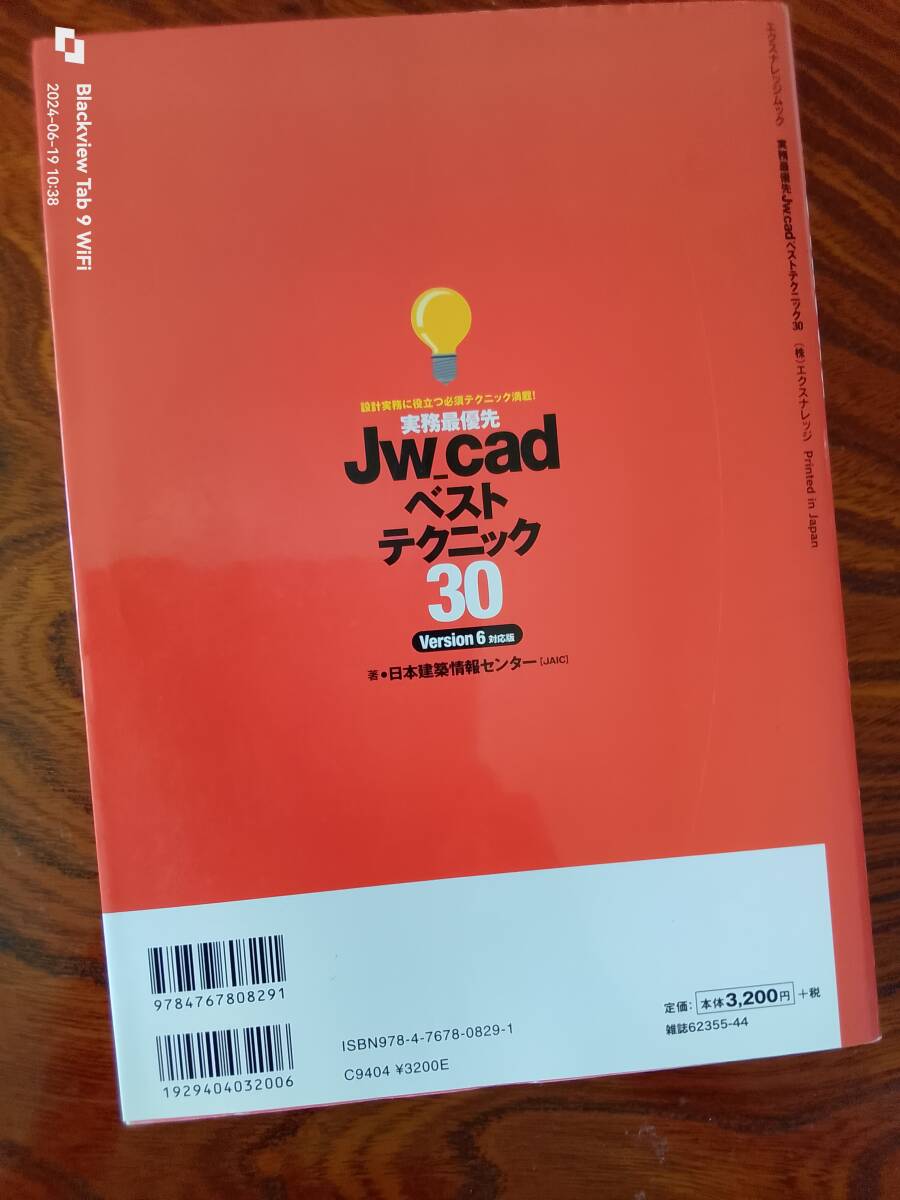 Blackview Tab 9 WiFi
2024-06-19 10:38
エクスナレッジムック 実務最優先Jw_cadベストテクニック30 (株)エクスナレッジ Printed in Japan
設計実務に役立つ必須テクニック満載!
実務最優先
Jw_cad
ベスト
テクニック
30
Version 6 対応版
著●日本建築情報センター[JAIC]
9784767808291
1929404032006
ISBN978-4-7678-0829-1
C9404 ¥3200E
定価: 本体3,200円 +税
雑誌62355-44